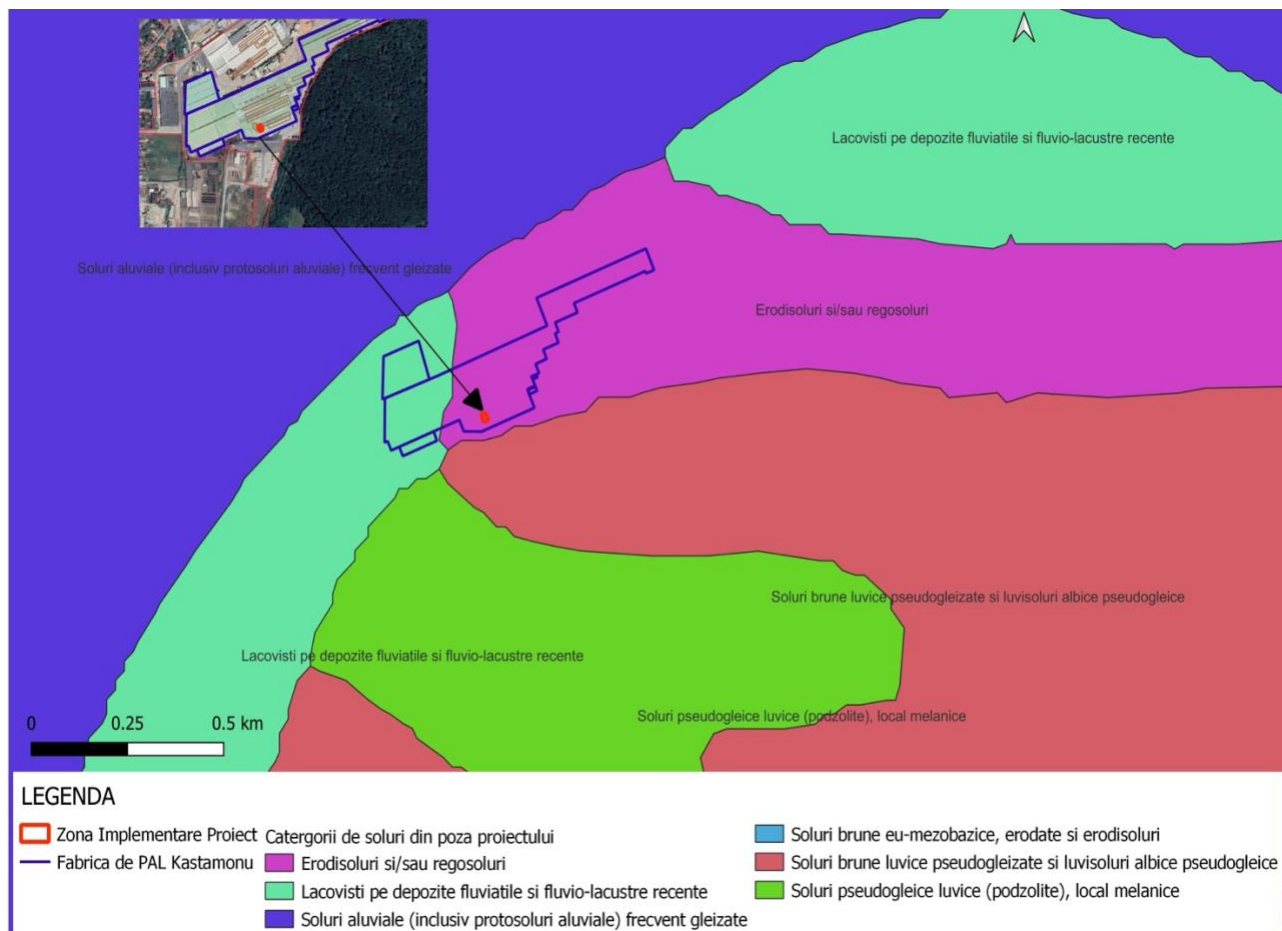 Lacovisti pe depozite fluviatile si fluvio-lacustre recente
Soluri aluviale (inclusiv protosoluri aluviale) frecvent gleizate
Erodisoluri si/sau regosoluri
Soluri brune luvice pseudogleizate si luvisoluri albice pseudogleice
Lacovisti pe depozite fluviatile si fluvio-lacustre recente
Soluri pseudogleice luvice (podzolite), local melanice
0 0.25 0.5 km
LEGENDA
Zona Implementare Proiect
Fabrica de PAL Kastamonu
Catergorii de soluri din poza proiectului
Erodisoluri si/sau regosoluri
Lacovisti pe depozite fluviatile si fluvio-lacustre recente
Soluri aluviale (inclusiv protosoluri aluviale) frecvent gleizate
Soluri brune eu-mezobazice, erodate si erodisoluri
Soluri brune luvice pseudogleizate si luvisoluri albice pseudogleice
Soluri pseudogleice luvice (podzolite), local melanice